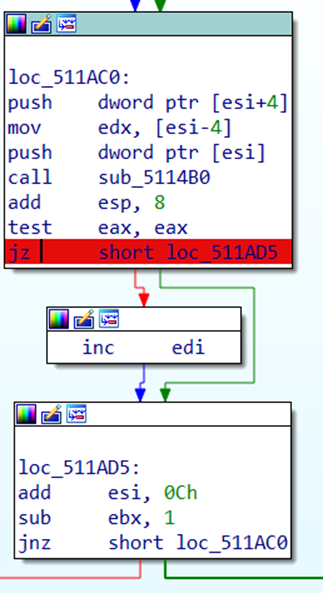 loc_511AC0:
push dword ptr [esi+4]
mov edx, [esi-4]
push dword ptr [esi]
call sub_5114B0
add esp, 8
test eax, eax
jz short loc_511AD5
inc edi
loc_511AD5:
add esi, 0Ch
sub ebx, 1
jnz short loc_511AC0